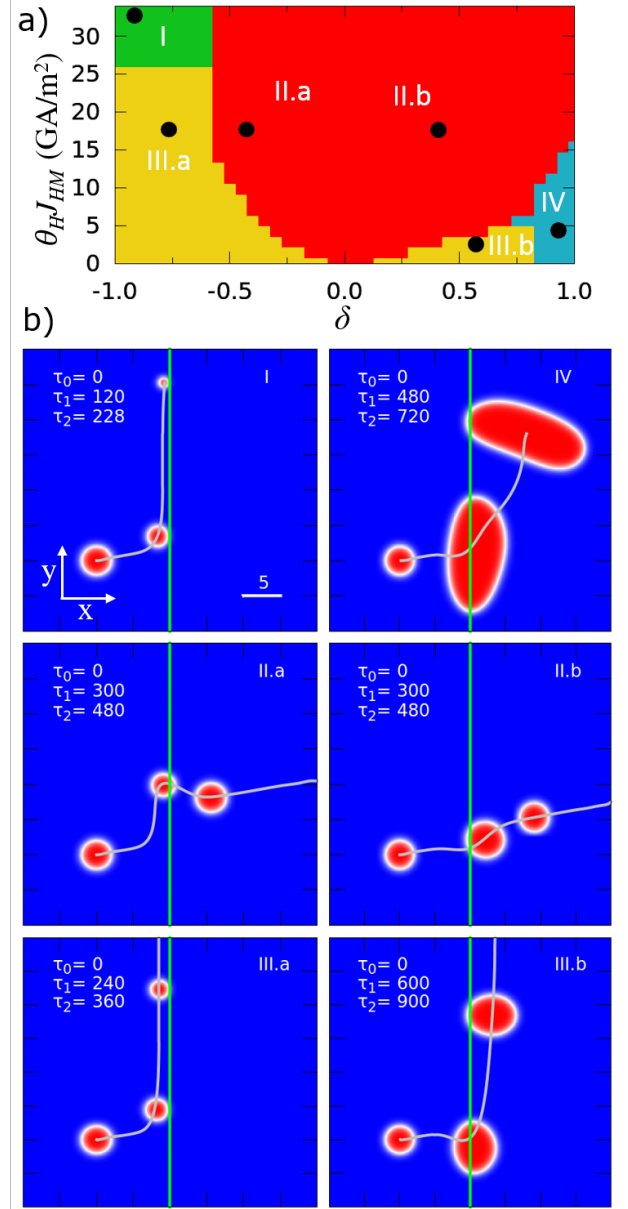 a)
θ_H J_HM (GA/m²)
30
25
20
15
10
5
0
I
II.a
II.b
III.a
III.b
IV
-1.0
-0.5
0.0
0.5
1.0
δ
b)
τ₀= 0
τ₁= 120
τ₂= 228
I
y
x
5
τ₀= 0
τ₁= 480
τ₂= 720
IV
τ₀= 0
τ₁= 300
τ₂= 480
II.a
τ₀= 0
τ₁= 300
τ₂= 480
II.b
τ₀= 0
τ₁= 240
τ₂= 360
III.a
τ₀= 0
τ₁= 600
τ₂= 900
III.b